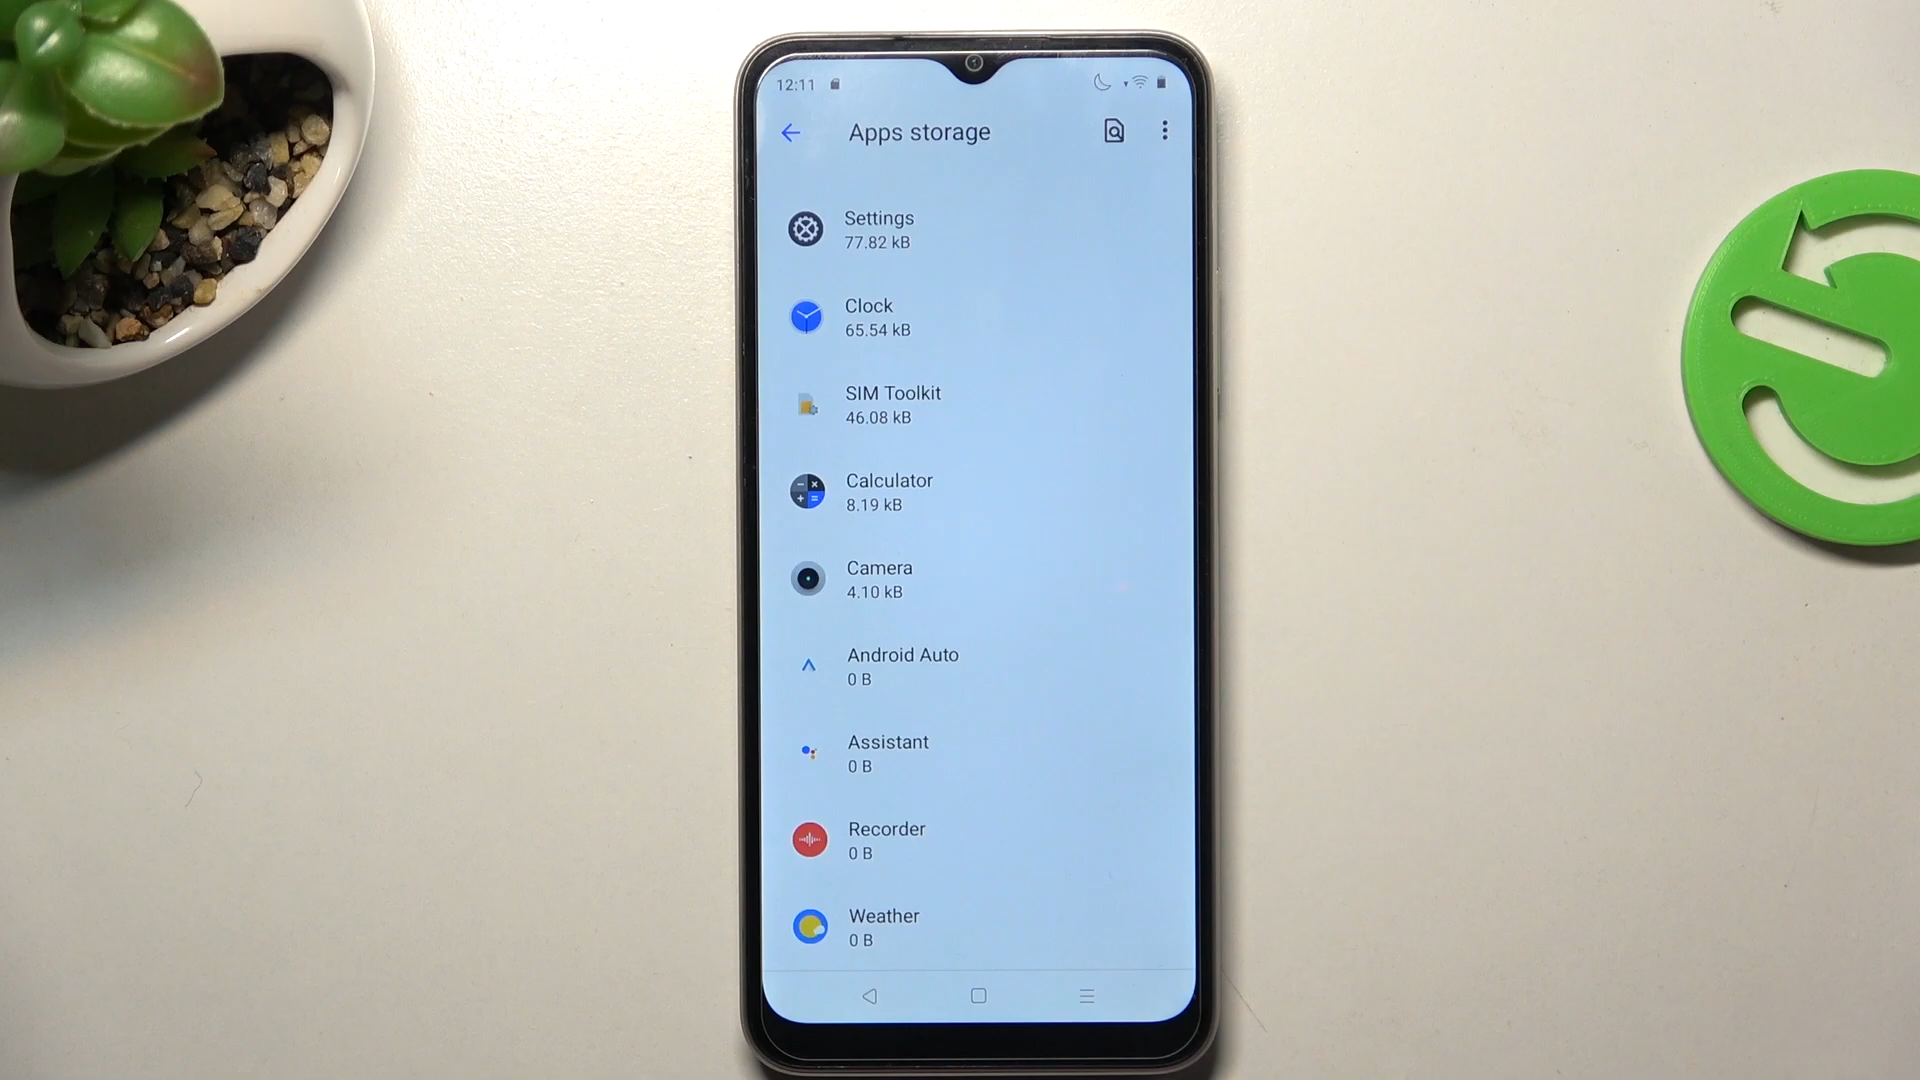 12:11
Apps storage
Settings
77.82 kB
Clock
65.54 kB
SIM Toolkit
46.08 kB
Calculator
8.19 kB
Camera
4.10 kB
Android Auto
0 B
Assistant
0 B
Recorder
0 B
Weather
0 B